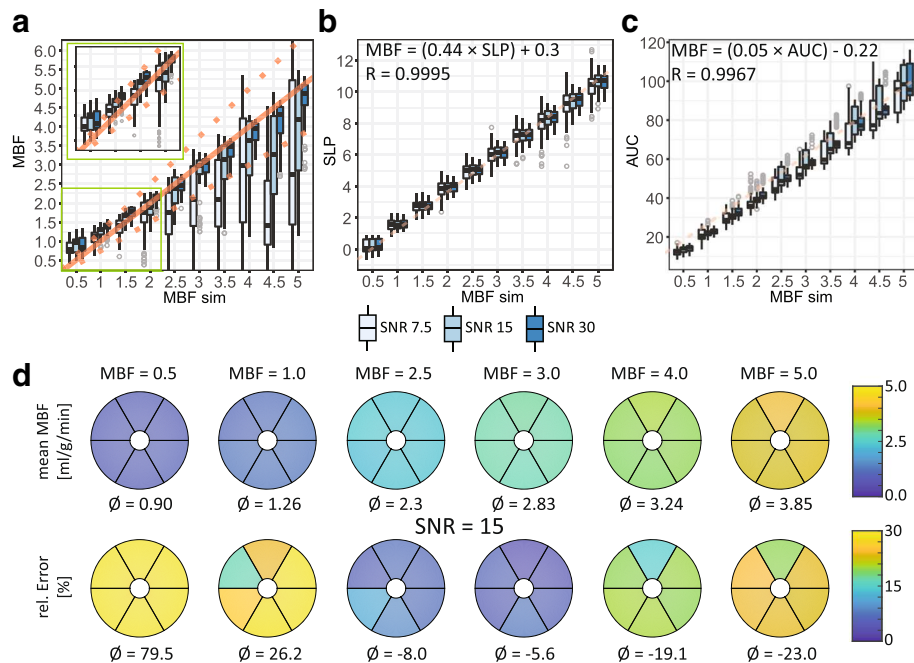 a
b
c
MBF = (0.44 × SLP) + 0.3
R = 0.9995
MBF = (0.05 × AUC) - 0.22
R = 0.9967
MBF
6.0
5.5
5.0
4.5
4.0
3.5
3.0
2.5
2.0
1.5
1.0
0.5
0.5 1 1.5 2 2.5 3 3.5 4 4.5 5
MBF sim
SLP
12
10
8
6
4
2
0
0.5 1 1.5 2 2.5 3 3.5 4 4.5 5
MBF sim
AUC
120
100
80
60
40
20
0.5 1 1.5 2 2.5 3 3.5 4 4.5 5
MBF sim
SNR 7.5 SNR 15 SNR 30
d
MBF = 0.5 MBF = 1.0 MBF = 2.5 MBF = 3.0 MBF = 4.0 MBF = 5.0
mean MBF
[ml/g/min]
5.0
2.5
0.0
Ø = 0.90 Ø = 1.26 Ø = 2.3 Ø = 2.83 Ø = 3.24 Ø = 3.85
SNR = 15
rel. Error
[%]
30
15
0
Ø = 79.5 Ø = 26.2 Ø = -8.0 Ø = -5.6 Ø = -19.1 Ø = -23.0